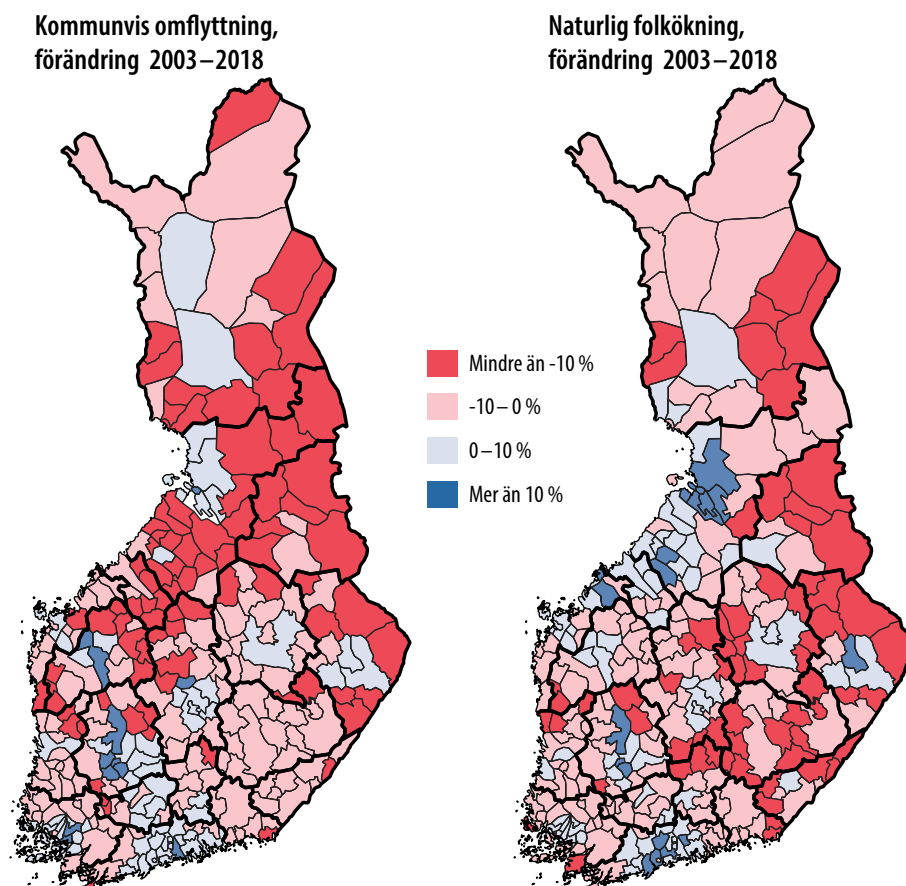 Kommunvis omflyttning,
förändring 2003–2018
Naturlig folkökning,
förändring 2003–2018
Mindre än -10 %
-10– 0 %
0–10 %
Mer än 10 %